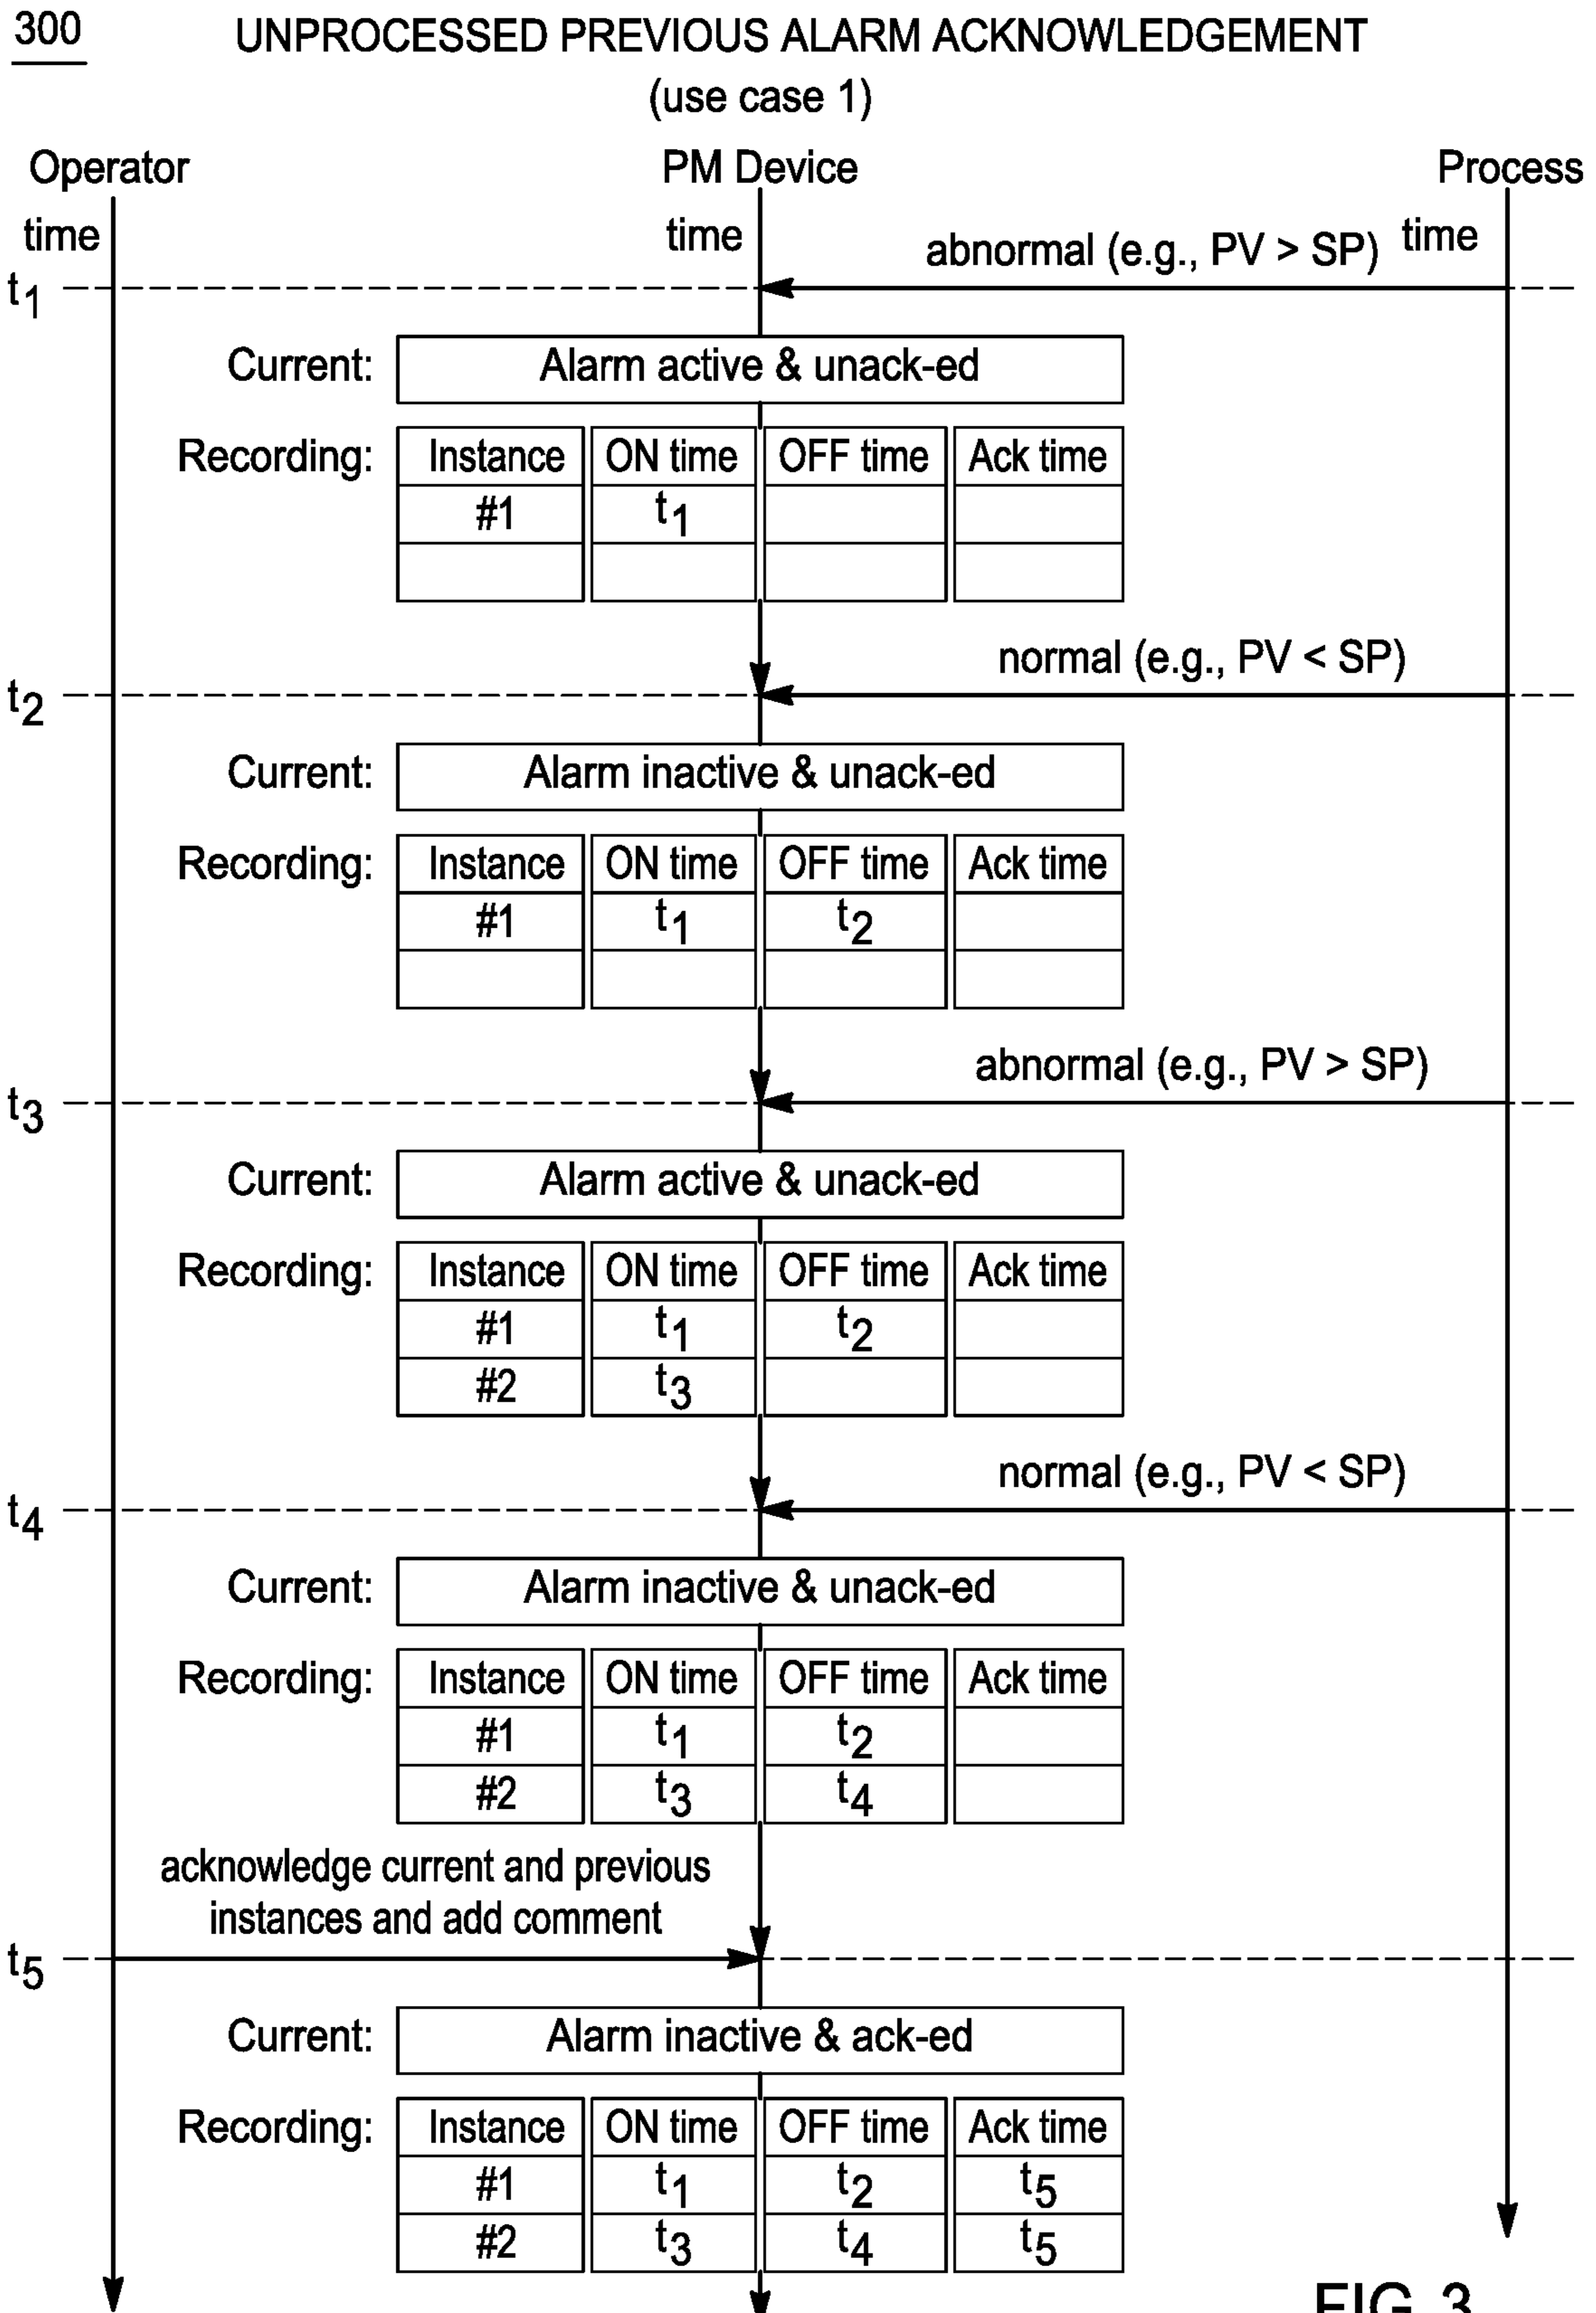 300 UNPROCESSED PREVIOUS ALARM ACKNOWLEDGEMENT
(use case 1)
Operator PM Device Process
time time abnormal (e.g., PV > SP) time
t1
Current: Alarm active & unack-ed
Recording: Instance ON time OFF time Ack time
#1 t1
normal (e.g., PV < SP)
t2
Current: Alarm inactive & unack-ed
Recording: Instance ON time OFF time Ack time
#1 t1 t2
abnormal (e.g., PV > SP)
t3
Current: Alarm active & unack-ed
Recording: Instance ON time OFF time Ack time
#1 t1 t2
#2 t3
normal (e.g., PV < SP)
t4
Current: Alarm inactive & unack-ed
Recording: Instance ON time OFF time Ack time
#1 t1 t2
#2 t3 t4
acknowledge current and previous
instances and add comment
t5
Current: Alarm inactive & ack-ed
Recording: Instance ON time OFF time Ack time
#1 t1 t2 t5
#2 t3 t4 t5
FIG. 3